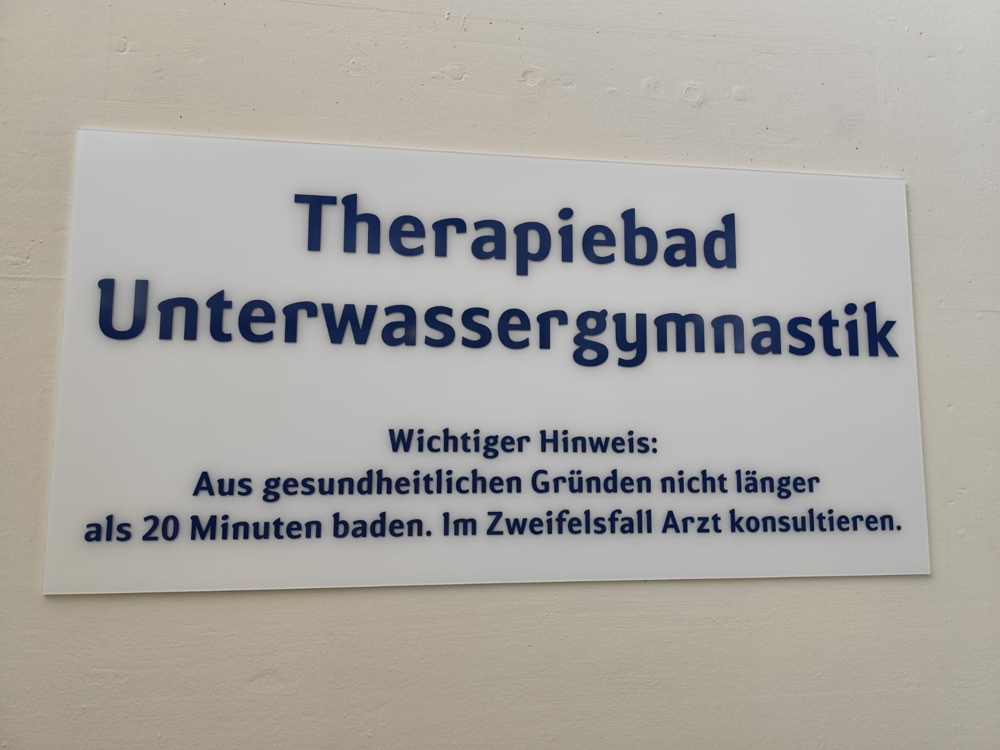 Therapiebad
Unterwassergymnastik
Wichtiger Hinweis:
Aus gesundheitlichen Gründen nicht länger
als 20 Minuten baden. Im Zweifelsfall Arzt konsultieren.